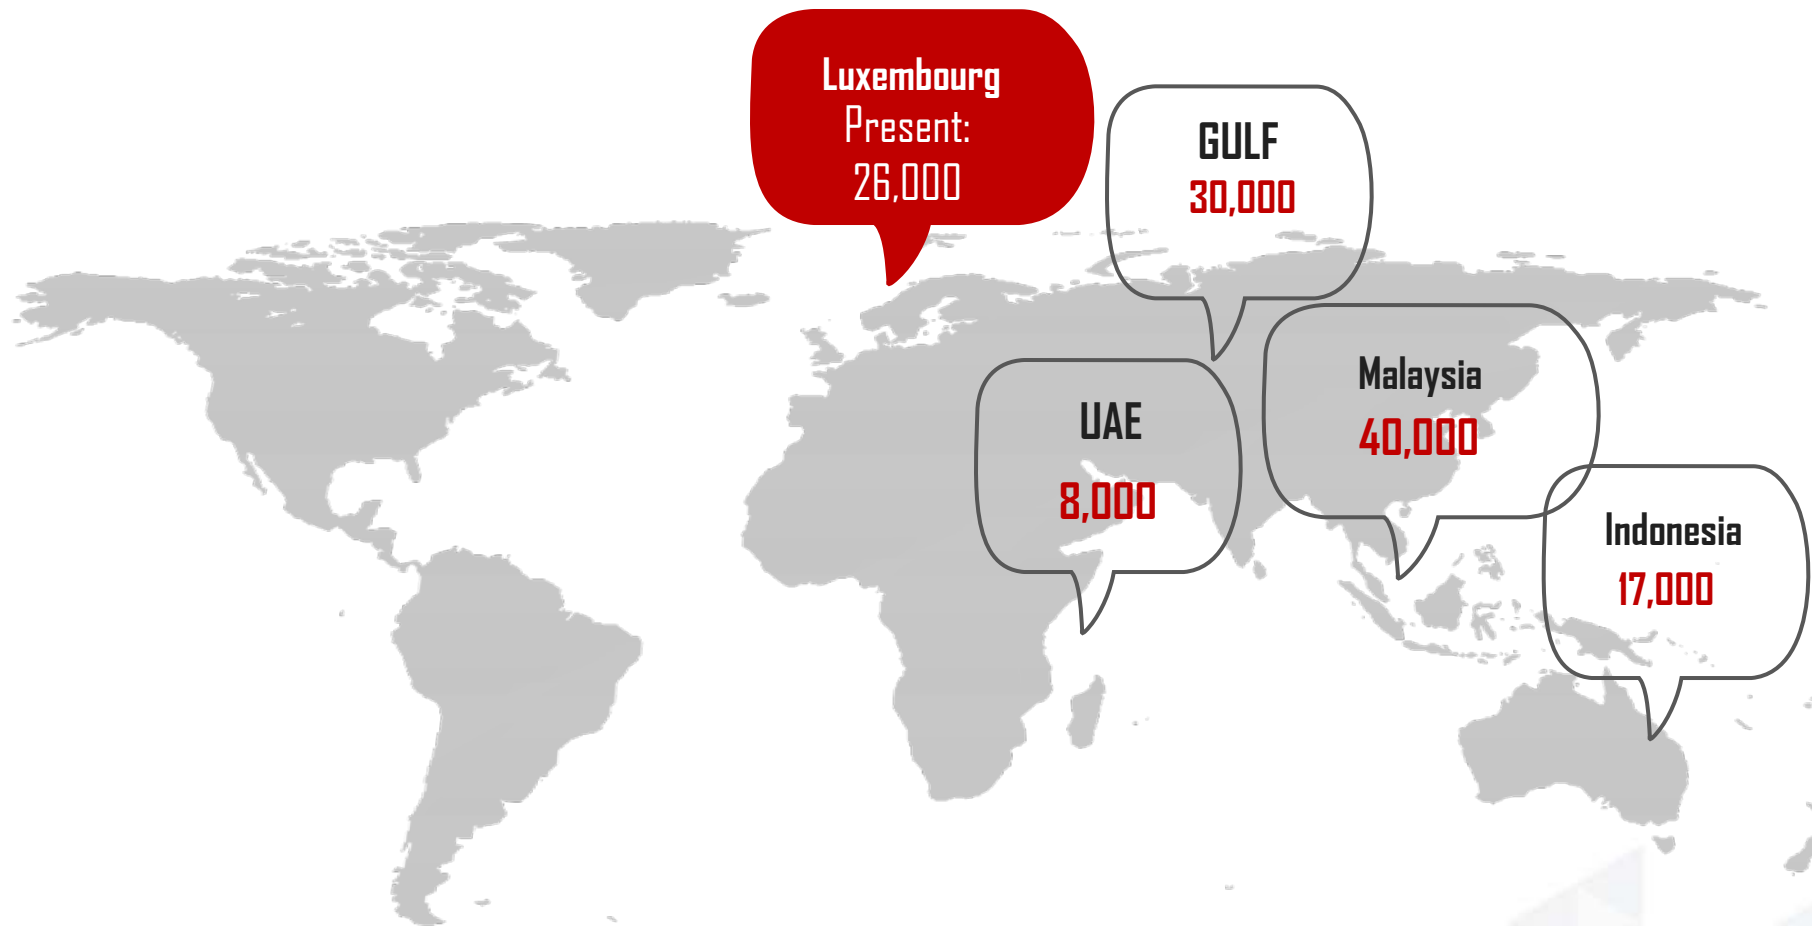 Luxembourg
Present:
26,000
GULF
30,000
Malaysia
40,000
UAE
8,000
Indonesia
17,000